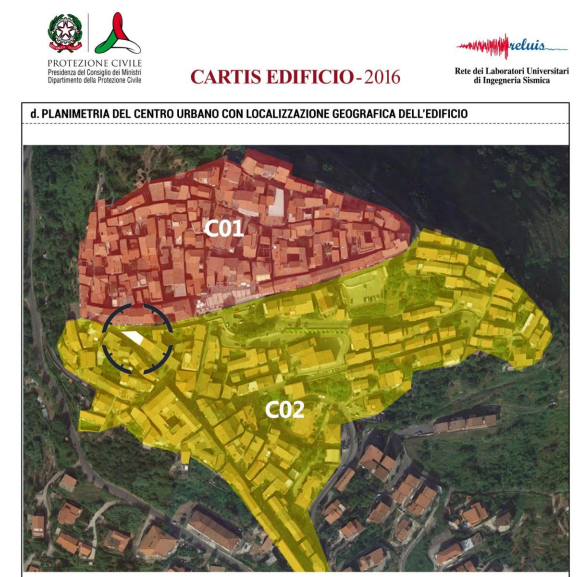 PROTEZIONE CIVILE
Presidenza del Consiglio dei Ministri
Dipartimento della Protezione Civile
CARTIS EDIFICIO-2016
reluis
Rete dei Laboratori Universitari
di Ingegneria Sismica
d. PLANIMETRIA DEL CENTRO URBANO CON LOCALIZZAZIONE GEOGRAFICA DELL'EDIFICIO
C01
C02